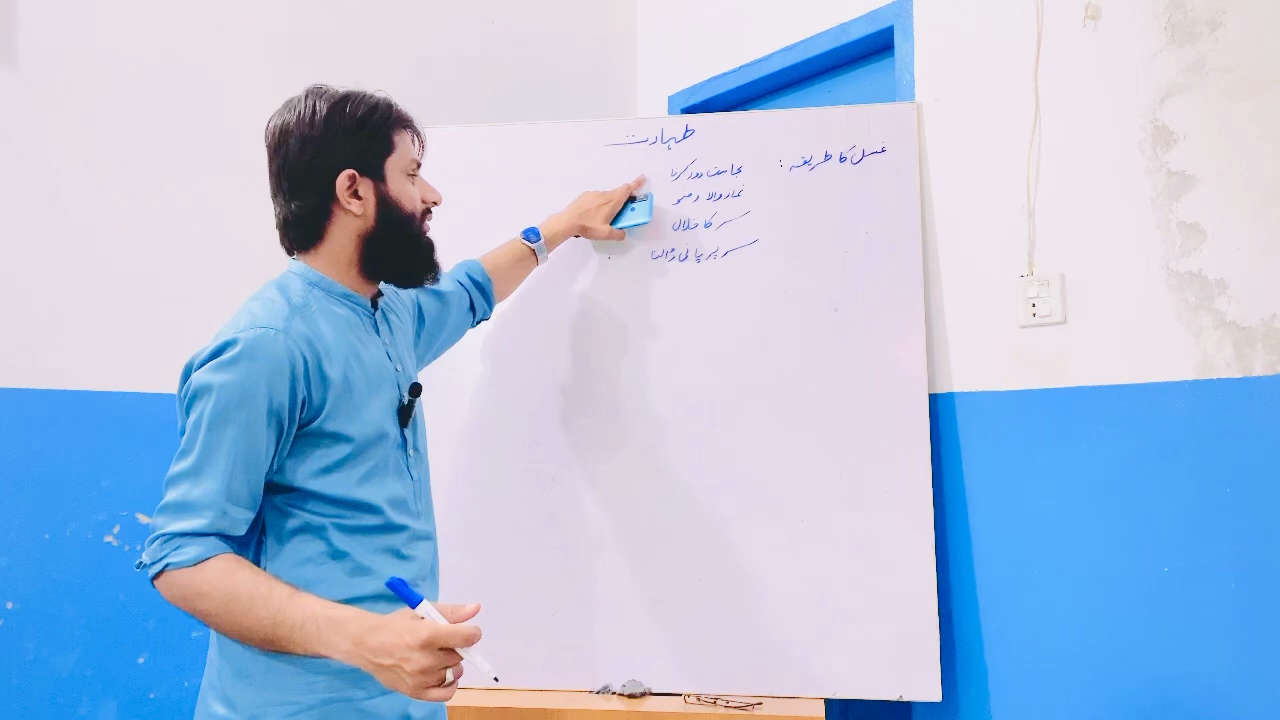 طہارت
غسل کا طریقہ :
نجاست دور کرنا
نماز والا وضو
سر کا خلال
سر پر پانی ڈالنا